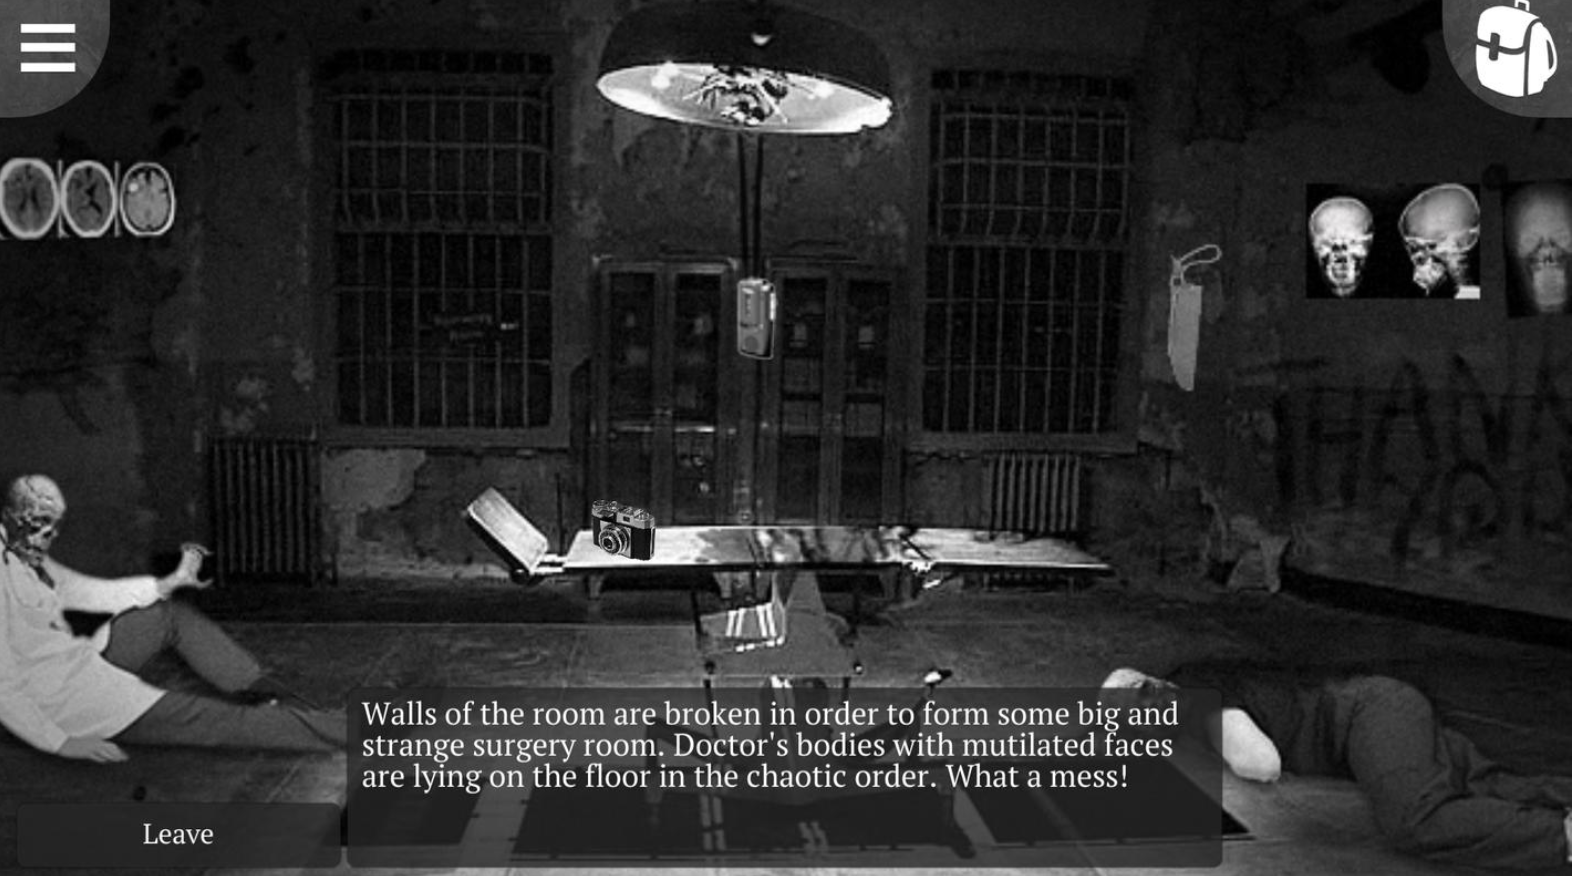 Walls of the room are broken in order to form some big and
strange surgery room. Doctor's bodies with mutilated faces
are lying on the floor in the chaotic order. What a mess!
Leave